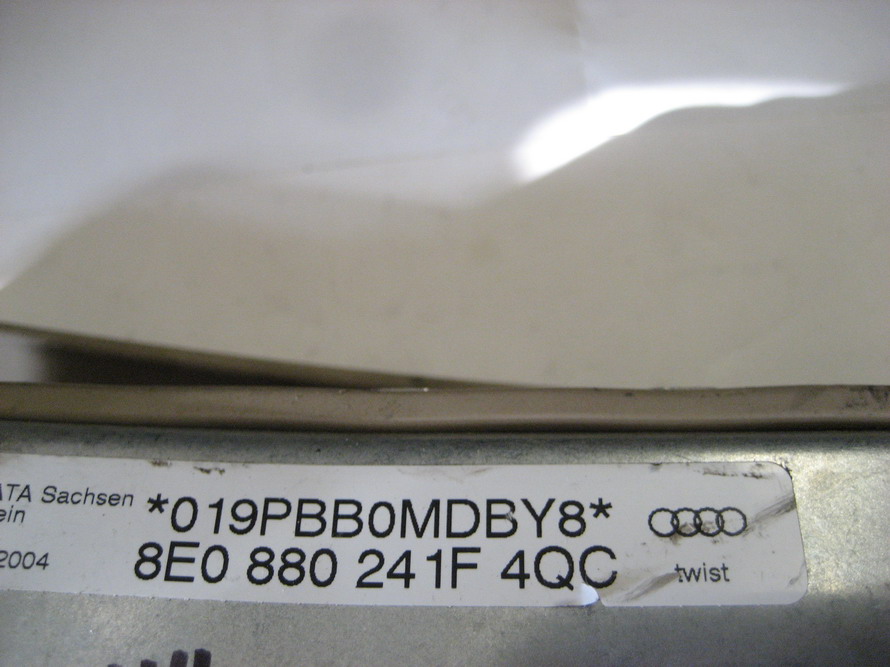 ATA Sachsen
ein
2004
*019PBB0MDBY8*
8E0 880 241F 4QC
twist